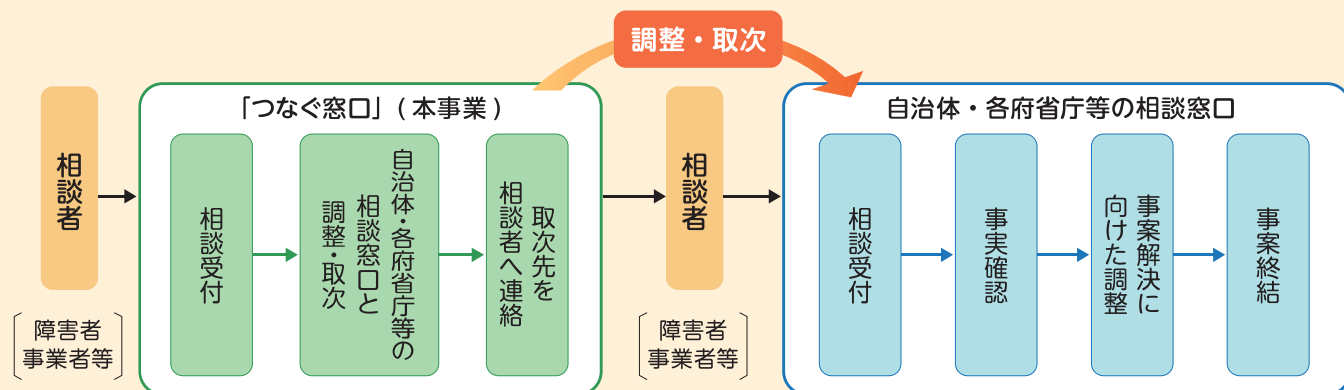 調整・取次
相談者
障害者
事業者等
「つなぐ窓口」(本事業)
相談受付
自治体・各府省庁等の
相談窓口と
調整・取次
取次先を
相談者へ連絡
相談者
障害者
事業者等
自治体・各府省庁等の相談窓口
相談受付
事実確認
事案解決に
向けた調整
事案終結